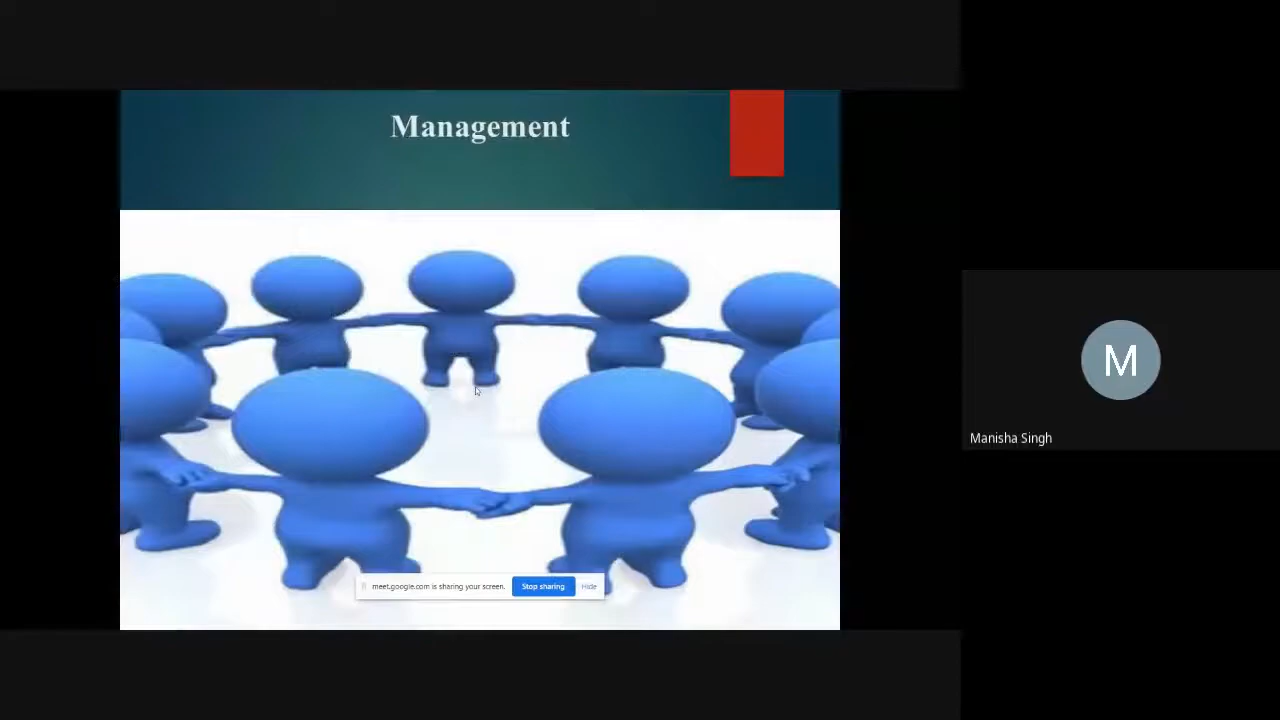 Management
M
Manisha Singh
meet.google.com is sharing your screen.
Stop sharing
Hide